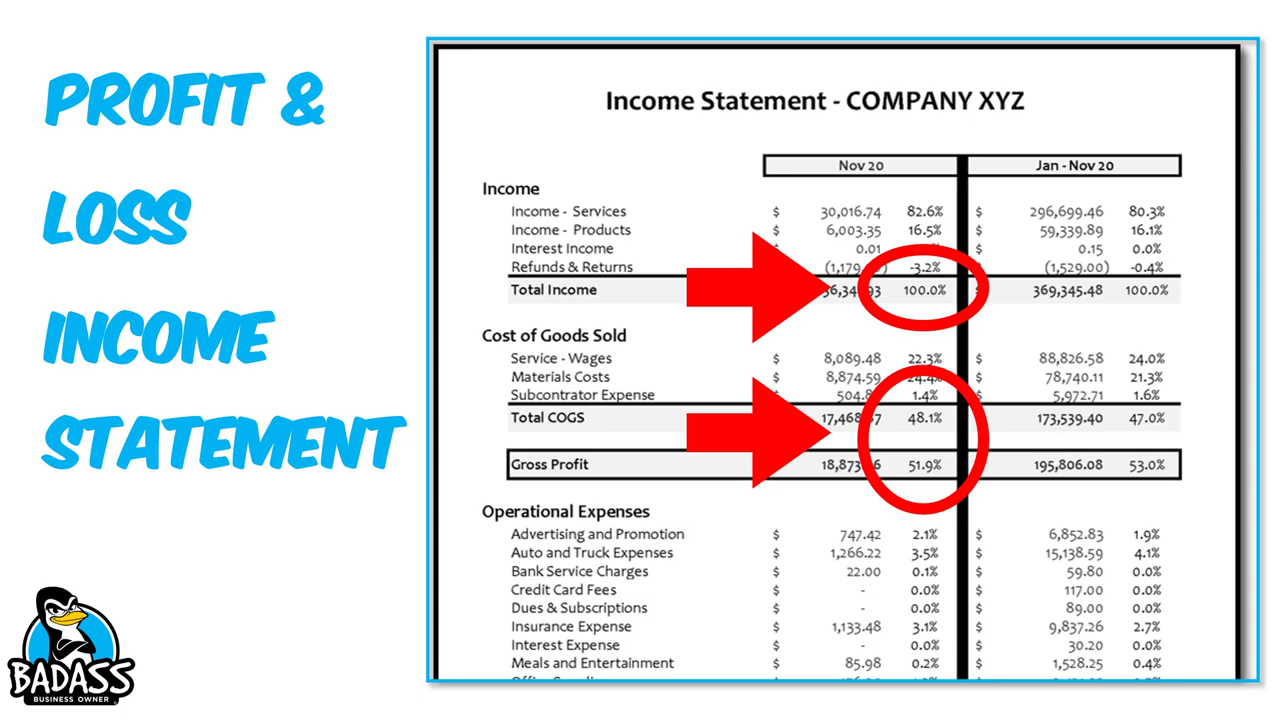 PROFIT &
LOSS
INCOME
STATEMENT
BADASS
BUSINESS OWNER
Income Statement - COMPANY XYZ
Nov 20 Jan - Nov 20
Income
Income - Services $ 30,016.74 82.6% $ 296,699.46 80.3%
Income - Products $ 6,003.35 16.5% $ 59,339.89 16.1%
Interest Income $ 0.01 $ 0.15 0.0%
Refunds & Returns -3.2% $ (1,529.00) -0.4%
Total Income 100.0% 369,345.48 100.0%
Cost of Goods Sold
Service - Wages $ 8,089.48 22.3% $ 88,826.58 24.0%
Materials Costs $ 8,874.59 24.4% $ 78,740.11 21.3%
Subcontrator Expense 1.4% $ 5,972.71 1.6%
Total COGS 48.1% 173,539.40 47.0%
Gross Profit 51.9% 195,806.08 53.0%
Operational Expenses
Advertising and Promotion $ 747.42 2.1% $ 6,852.83 1.9%
Auto and Truck Expenses $ 1,266.22 3.5% $ 15,138.59 4.1%
Bank Service Charges $ 22.00 0.1% $ 59.80 0.0%
Credit Card Fees $ - 0.0% $ 117.00 0.0%
Dues & Subscriptions $ - 0.0% $ 89.00 0.0%
Insurance Expense $ 1,133.48 3.1% $ 9,837.26 2.7%
Interest Expense $ - 0.0% $ 30.20 0.0%
Meals and Entertainment $ 85.98 0.2% $ 1,528.25 0.4%